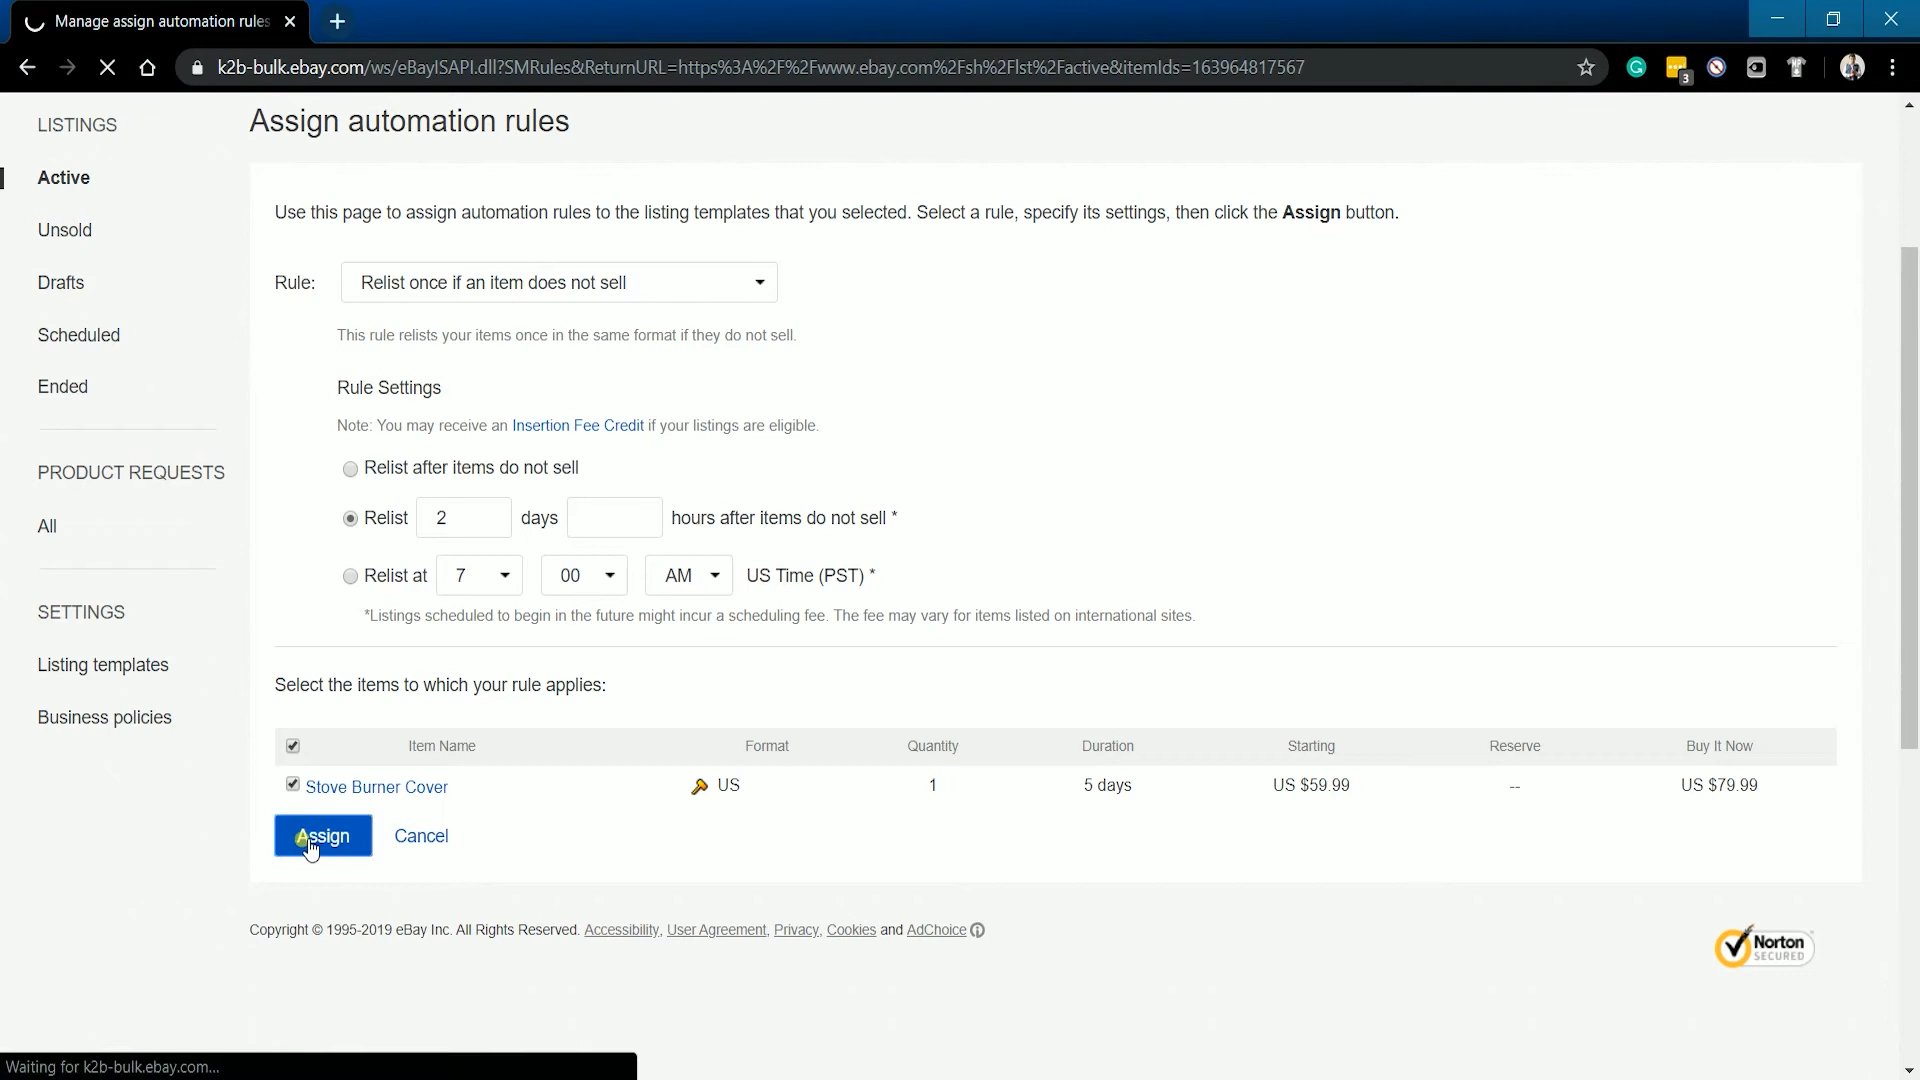 Manage assign automation rules
k2b-bulk.ebay.com/ws/eBayISAPI.dll?SMRules&ReturnURL=https%3A%2F%2Fwww.ebay.com%2Fsh%2Flst%2Factive&itemIds=163964817567
3
LISTINGS
Active
Unsold
Drafts
Scheduled
Ended
PRODUCT REQUESTS
All
SETTINGS
Listing templates
Business policies
Assign automation rules
Use this page to assign automation rules to the listing templates that you selected. Select a rule, specify its settings, then click the Assign button.
Rule: Relist once if an item does not sell
This rule relists your items once in the same format if they do not sell.
Rule Settings
Note: You may receive an Insertion Fee Credit if your listings are eligible.
Relist after items do not sell
Relist 2 days hours after items do not sell *
Relist at 7 00 AM US Time (PST) *
*Listings scheduled to begin in the future might incur a scheduling fee. The fee may vary for items listed on international sites.
Select the items to which your rule applies:
Item Name Format Quantity Duration Starting Reserve Buy It Now
Stove Burner Cover US 1 5 days US $59.99 -- US $79.99
Assign Cancel
Copyright © 1995-2019 eBay Inc. All Rights Reserved. Accessibility, User Agreement, Privacy, Cookies and AdChoice
Norton
SECURED
Waiting for k2b-bulk.ebay.com...